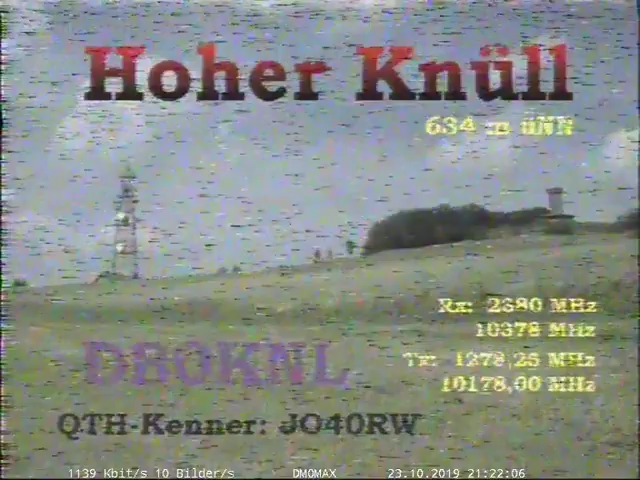 Hoher Knüll
634 m üNN
Rx: 2380 MHz
10378 MHz
Tx: 1278,25 MHz
10178,00 MHz
DB0KNL
QTH-Kenner: JO40RW
1139 Kbit/s 10 Bilder/s DM0MAX 23.10.2019 21:22:06